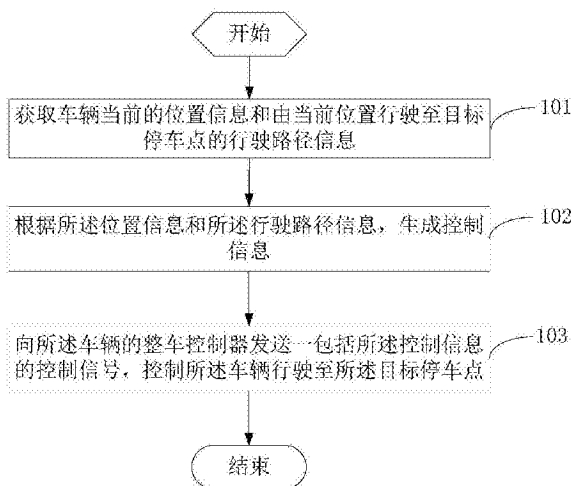 开始
获取车辆当前的位置信息和由当前位置行驶至目标
停车点的行驶路径信息
101
根据所述位置信息和所述行驶路径信息，生成控制
信息
102
向所述车辆的整车控制器发送一包括所述控制信息
的控制信号，控制所述车辆行驶至所述目标停车点
103
结束